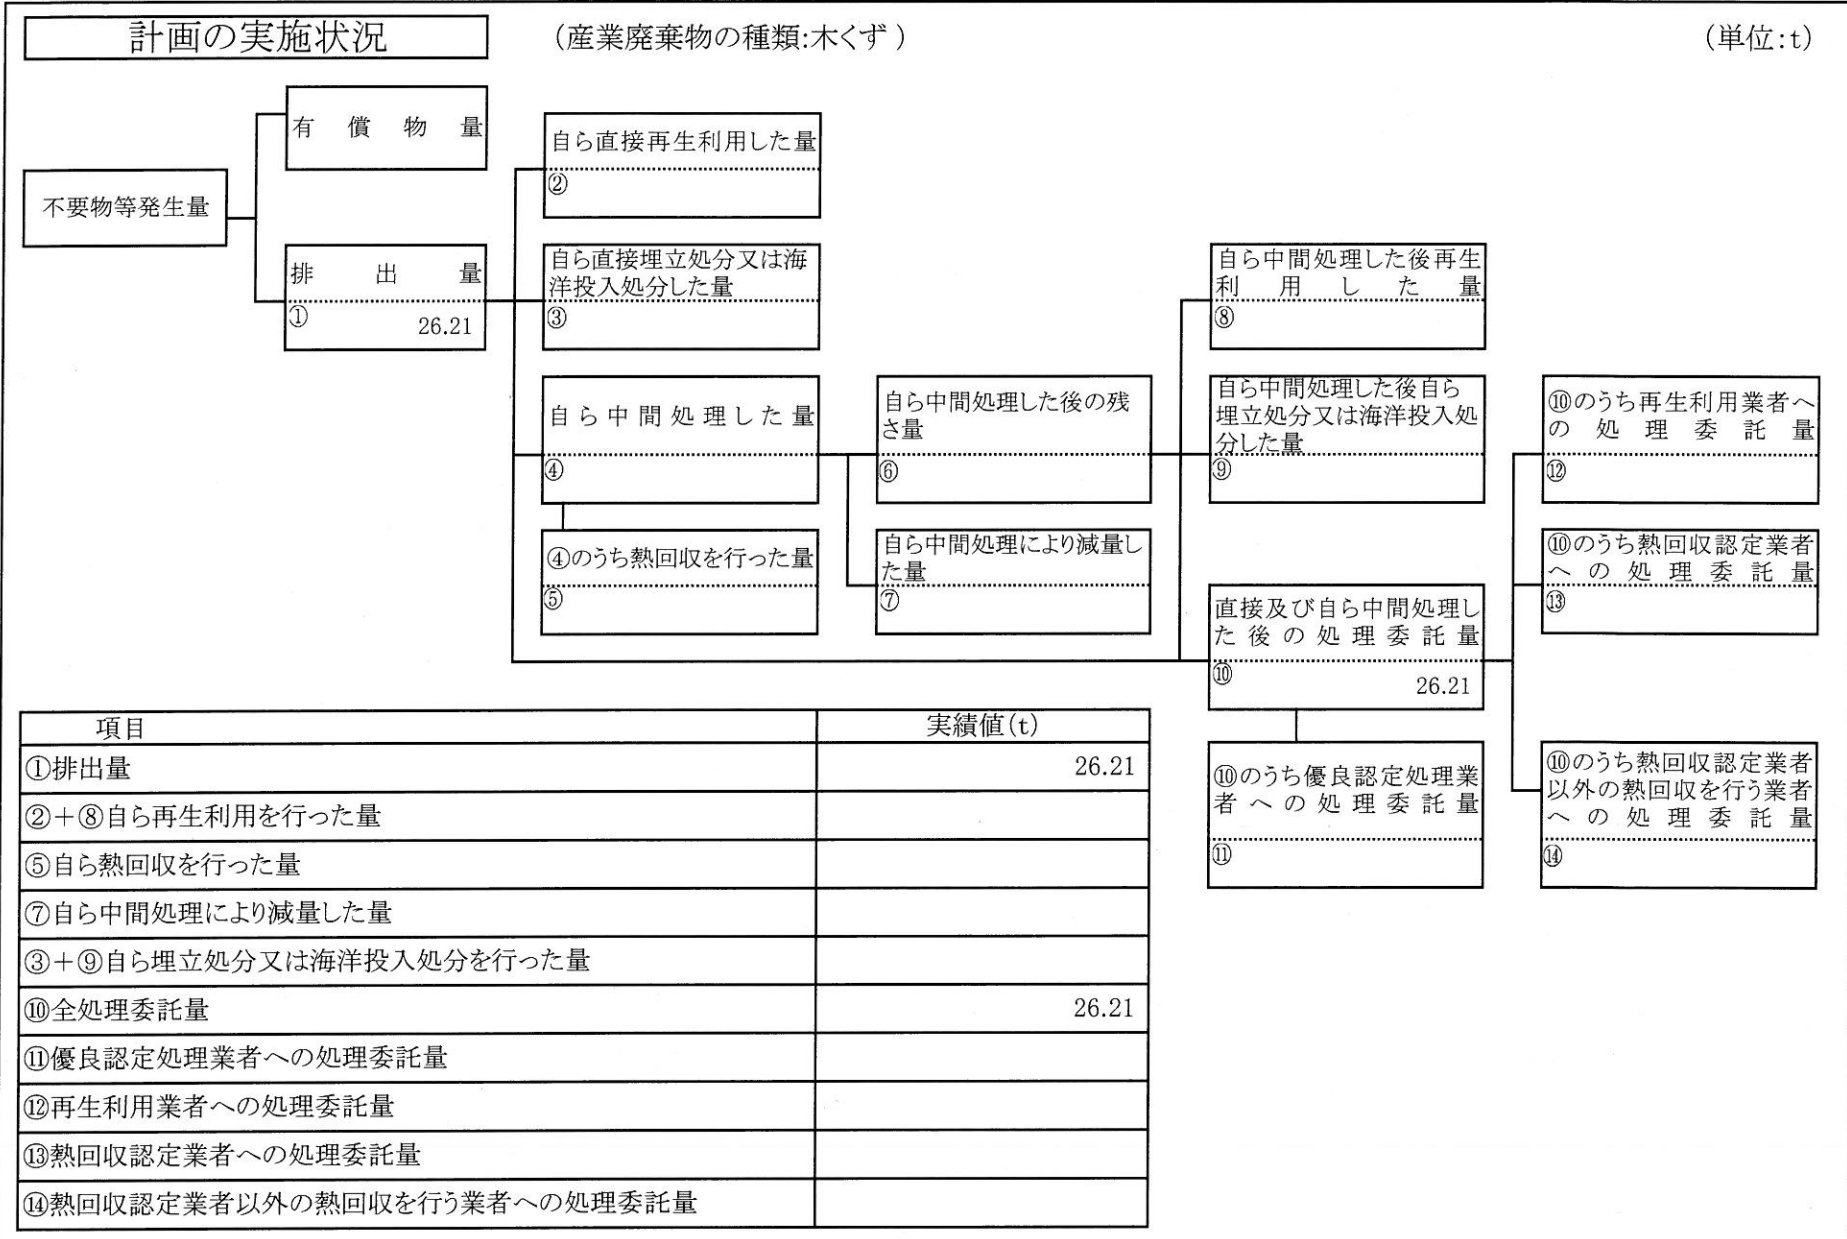 計画の実施状況
（産業廃棄物の種類:木くず ）
（単位:t）
有償物量
不要物等発生量
排出量
①
26.21
自ら直接再生利用した量
②
自ら直接埋立処分又は海
洋投入処分した量
③
自ら中間処理した量
④
④のうち熱回収を行った量
⑤
自ら中間処理した後の残
さ量
⑥
自ら中間処理により減量し
た量
⑦
自ら中間処理した後再生
利用した量
⑧
自ら中間処理した後自ら
埋立処分又は海洋投入処
分した量
⑨
直接及び自ら中間処理し
た後の処理委託量
⑩
26.21
⑩のうち優良認定処理業
者への処理委託量
⑪
⑩のうち再生利用業者へ
の処理委託量
⑫
⑩のうち熱回収認定業者
への処理委託量
⑬
⑩のうち熱回収認定業者
以外の熱回収を行う業者
への処理委託量
⑭
項目 実績値(t)
①排出量 26.21
②＋⑧自ら再生利用を行った量
⑤自ら熱回収を行った量
⑦自ら中間処理により減量した量
③＋⑨自ら埋立処分又は海洋投入処分を行った量
⑩全処理委託量 26.21
⑪優良認定処理業者への処理委託量
⑫再生利用業者への処理委託量
⑬熱回収認定業者への処理委託量
⑭熱回収認定業者以外の熱回収を行う業者への処理委託量